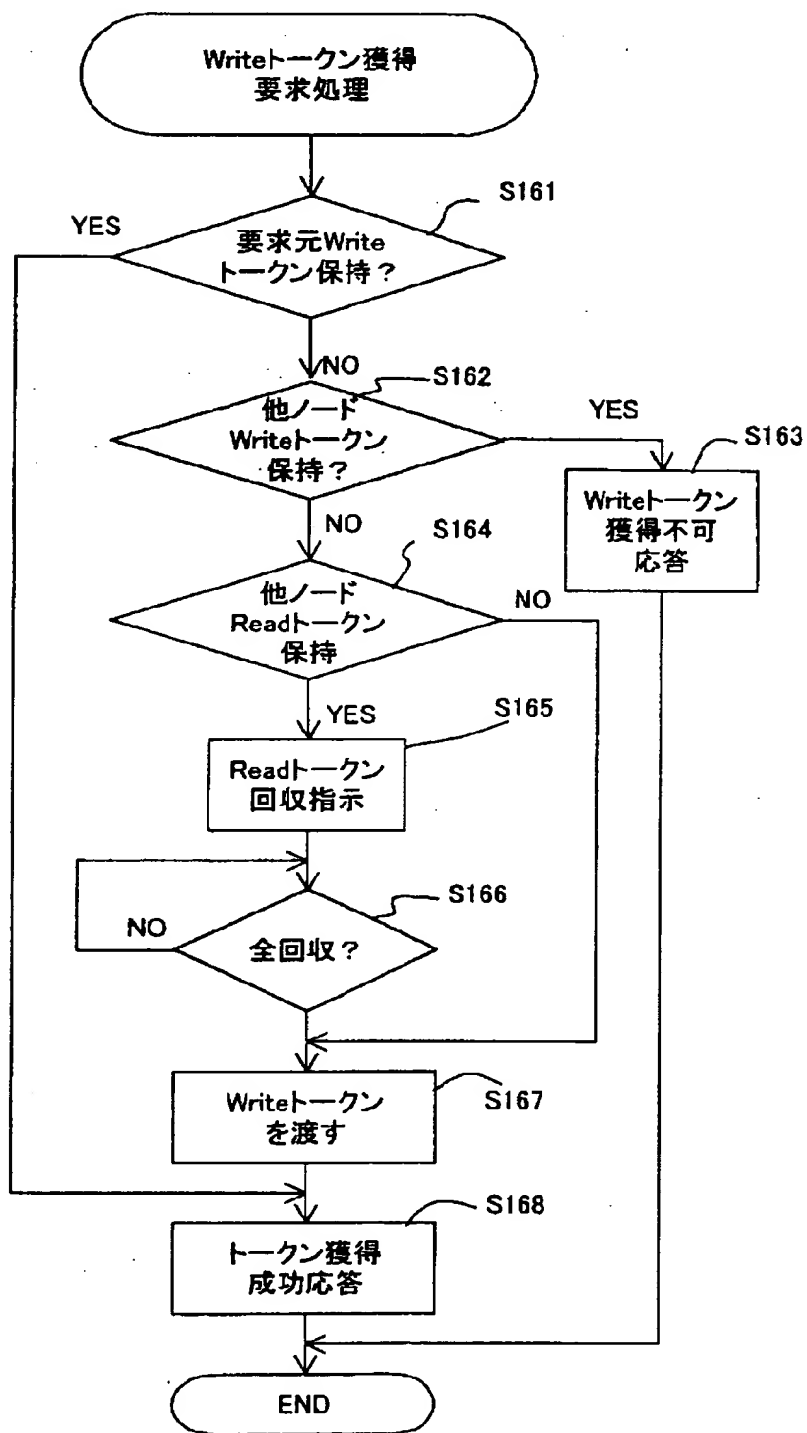 Writeトークン獲得
要求処理
S161
YES
要求元Write
トークン保持？
NO
S162
他ノード
Writeトークン
保持？
YES
S163
Writeトークン
獲得不可
応答
NO
S164
他ノード
Readトークン
保持
NO
YES
S165
Readトークン
回収指示
S166
NO
全回収？
Writeトークン
を渡す
S167
S168
トークン獲得
成功応答
END